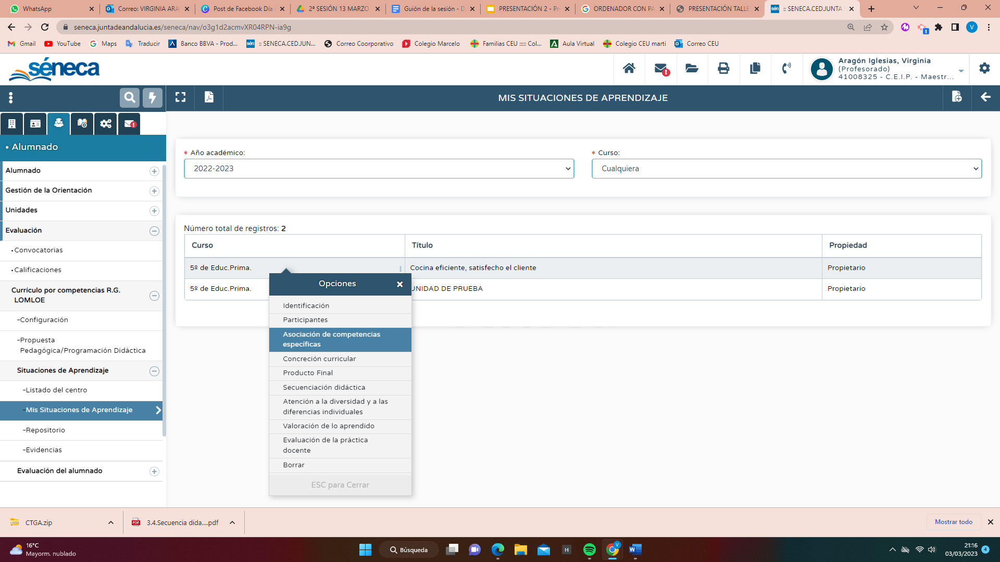 WhatsApp
Correo: VIRGINIA ARA
Post de Facebook Día
2ª SESIÓN 13 MARZO
Guión de la sesión - D
PRESENTACIÓN 2 - Pr
ORDENADOR CON PA
PRESENTACIÓN TALLE
sén :: SENECA.CED.JUNTA
seneca.juntadeandalucia.es/seneca/nav/o3g1d2acmvXR04RPN-ia9g
1
V
Gmail
YouTube
Maps
Traducir
Banco BBVA - Prod...
sén :: SENECA.CED.JUN...
Correo Coorporativo
Colegio Marcelo
Familias CEU ::::: Col...
Aula Virtual
Colegio CEU marti
Correo CEU
séneca
Aragón Iglesias, Virginia
(Profesorado)
41008325 - C.E.I.P. - Maestr...
MIS SITUACIONES DE APRENDIZAJE
• Alumnado
Alumnado
Gestión de la Orientación
Unidades
Evaluación
• Convocatorias
• Calificaciones
Currículo por competencias R.G.
LOMLOE
-Configuración
-Propuesta
Pedagógica/Programación Didáctica
Situaciones de Aprendizaje
-Listado del centro
-Mis Situaciones de Aprendizaje
-Repositorio
-Evidencias
Evaluación del alumnado
* Año académico:
2022-2023
* Curso:
Cualquiera
Número total de registros: 2
Curso Título Propiedad
5º de Educ.Prima. Cocina eficiente, satisfecho el cliente Propietario
5º de Educ.Prima. UNIDAD DE PRUEBA Propietario
Opciones
Identificación
Participantes
Asociación de competencias
específicas
Concreción curricular
Producto Final
Secuenciación didáctica
Atención a la diversidad y a las
diferencias individuales
Valoración de lo aprendido
Evaluación de la práctica
docente
Borrar
ESC para Cerrar
CTGA.zip
PDF 3.4.Secuencia dida....pdf
Mostrar todo
16°C
Mayorm. nublado
Búsqueda
H
V
W
21:16
03/03/2023
4